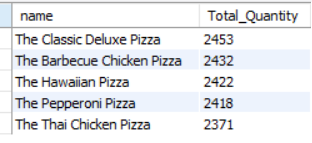 name Total_Quantity
The Classic Deluxe Pizza 2453
The Barbecue Chicken Pizza 2432
The Hawaiian Pizza 2422
The Pepperoni Pizza 2418
The Thai Chicken Pizza 2371